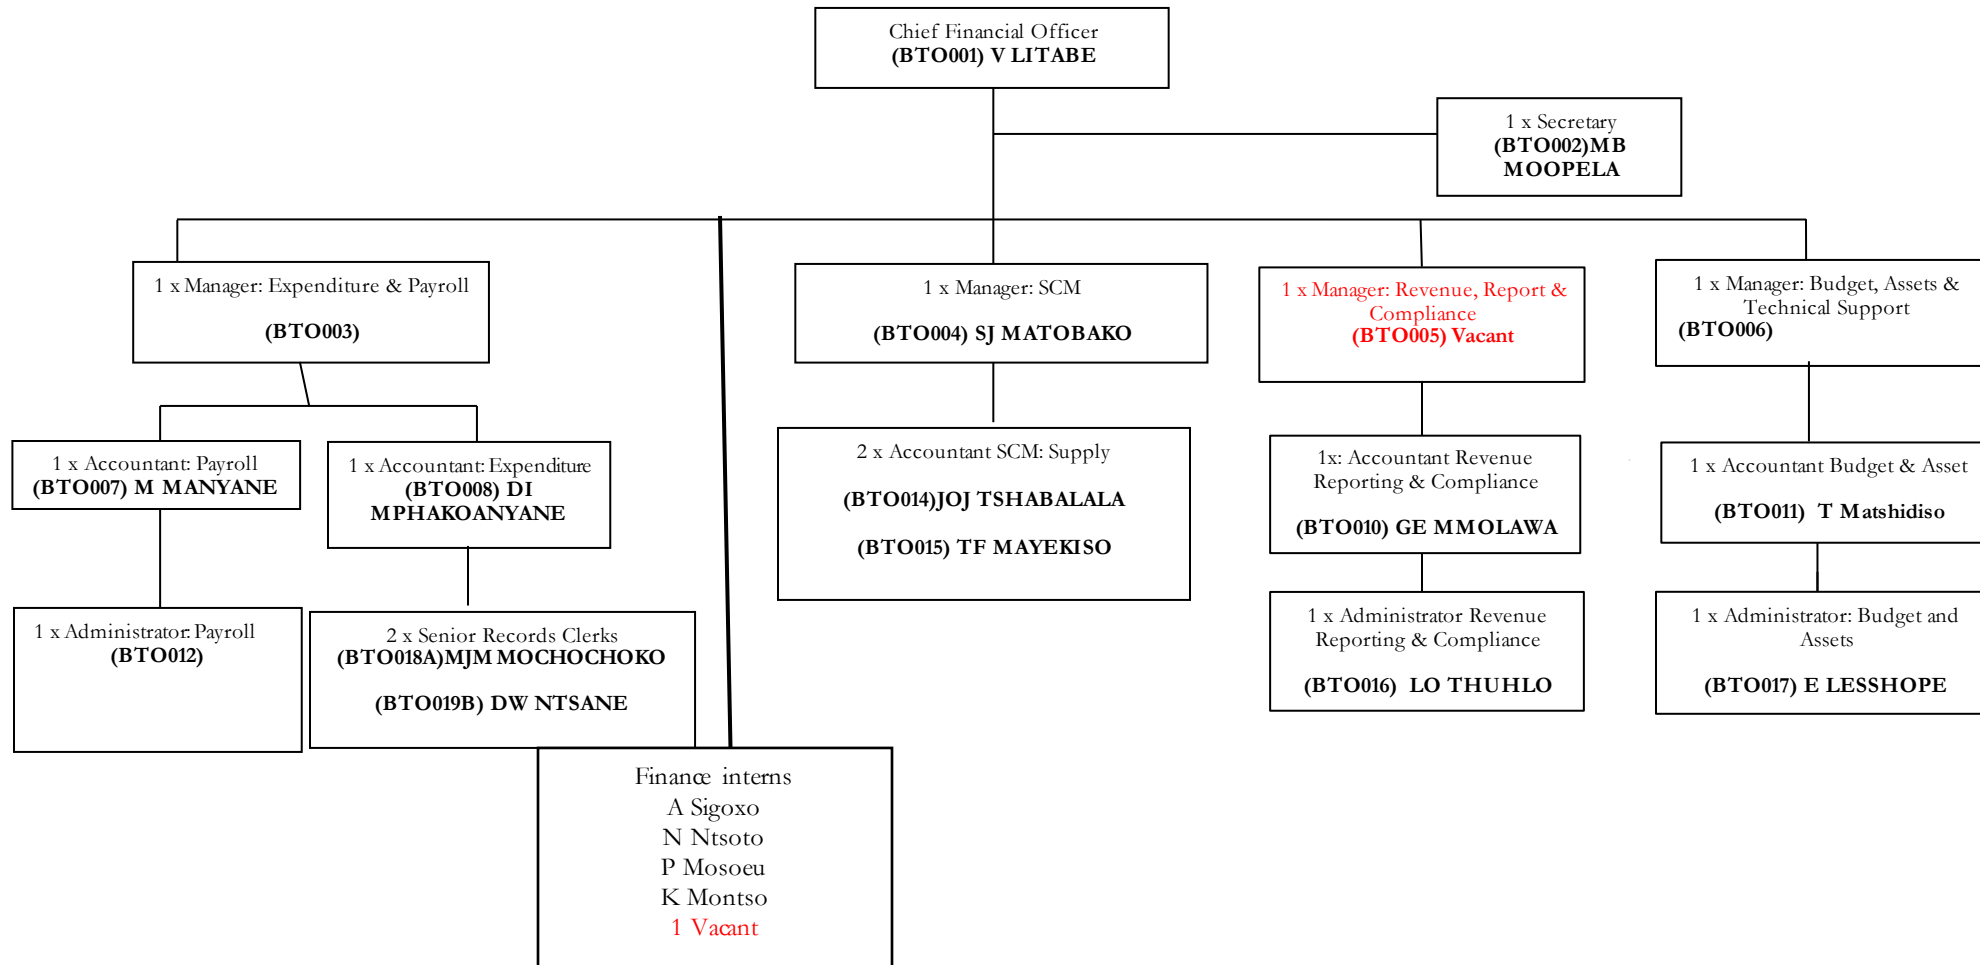 Chief Financial Officer
(BTO001) V LITABE
1 x Secretary
(BTO002)MB
MOOPELA
1 x Manager: Expenditure & Payroll
(BTO003)
1 x Manager: SCM
(BTO004) SJ MATOBAKO
1 x Manager: Revenue, Report &
Compliance
(BTO005) Vacant
1 x Manager: Budget, Assets &
Technical Support
(BTO006)
1 x Accountant: Payroll
(BTO007) M MANYANE
1 x Accountant: Expenditure
(BTO008) DI
MPHAKOANYANE
2 x Accountant SCM: Supply
(BTO014)JOJ TSHABALALA
(BTO015) TF MAYEKISO
1x: Accountant Revenue
Reporting & Compliance
(BTO010) GE MMOLAWA
1 x Accountant Budget & Asset
(BTO011) T Matshidiso
1 x Administrator: Payroll
(BTO012)
2 x Senior Records Clerks
(BTO018A)MJM MOCHOCHOKO
(BTO019B) DW NTSANE
1 x Administrator Revenue
Reporting & Compliance
(BTO016) LO THUHLO
1 x Administrator: Budget and
Assets
(BTO017) E LESSHOPE
Finance interns
A Sigoxo
N Ntsoto
P Mosoeu
K Montso
1 Vacant